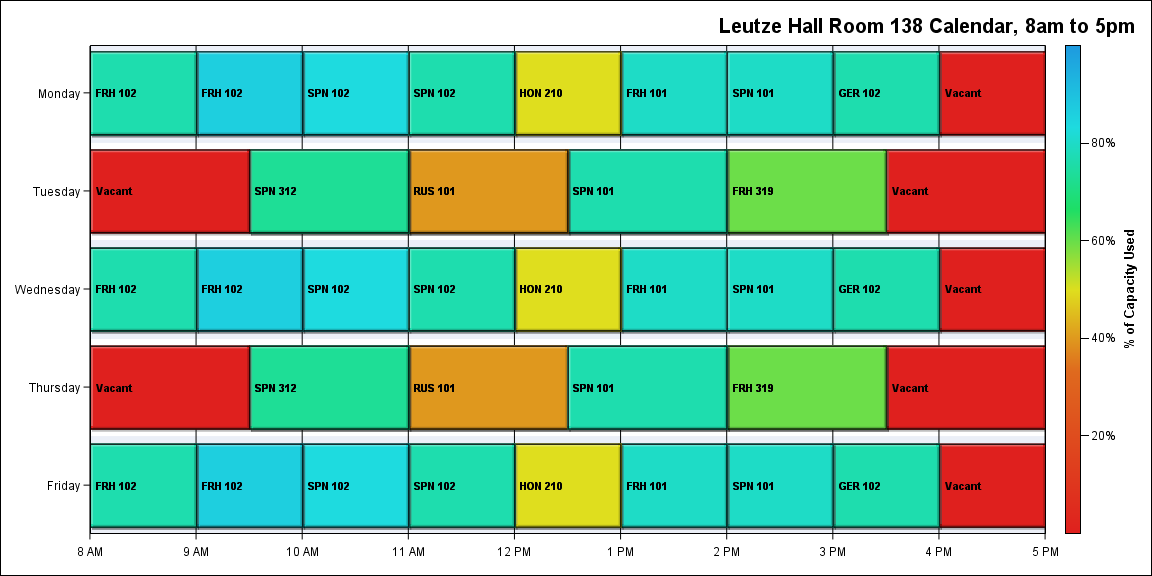 Leutze Hall Room 138 Calendar, 8am to 5pm
Monday FRH 102 FRH 102 SPN 102 SPN 102 HON 210 FRH 101 SPN 101 GER 102 Vacant
80%
Tuesday Vacant SPN 312 RUS 101 SPN 101 FRH 319 Vacant
60%
% of Capacity Used
Wednesday FRH 102 FRH 102 SPN 102 SPN 102 HON 210 FRH 101 SPN 101 GER 102 Vacant
40%
Thursday Vacant SPN 312 RUS 101 SPN 101 FRH 319 Vacant
20%
Friday FRH 102 FRH 102 SPN 102 SPN 102 HON 210 FRH 101 SPN 101 GER 102 Vacant
8 AM 9 AM 10 AM 11 AM 12 PM 1 PM 2 PM 3 PM 4 PM 5 PM